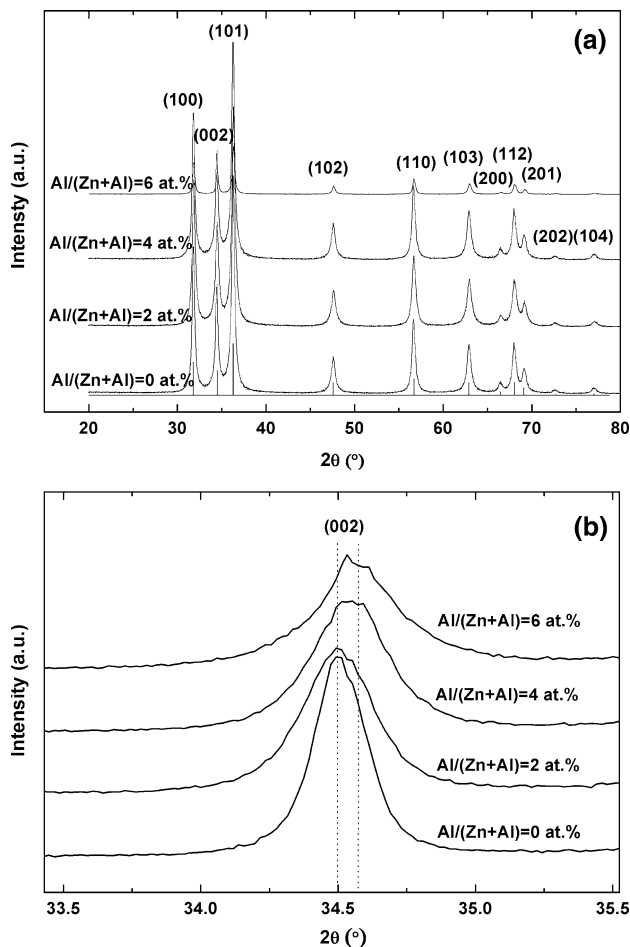 (a)
(101)
(100)
(002)
(102)
(110)
(103)
(112)
(200)
(201)
(202)(104)
Al/(Zn+Al)=6 at.%
Al/(Zn+Al)=4 at.%
Al/(Zn+Al)=2 at.%
Al/(Zn+Al)=0 at.%
Intensty (a.u.)
20 30 40 50 60 70 80
2θ (°)
(b)
(002)
Al/(Zn+Al)=6 at.%
Al/(Zn+Al)=4 at.%
Al/(Zn+Al)=2 at.%
Al/(Zn+Al)=0 at.%
Intensity (a.u.)
33.5 34.0 34.5 35.0 35.5
2θ (°)